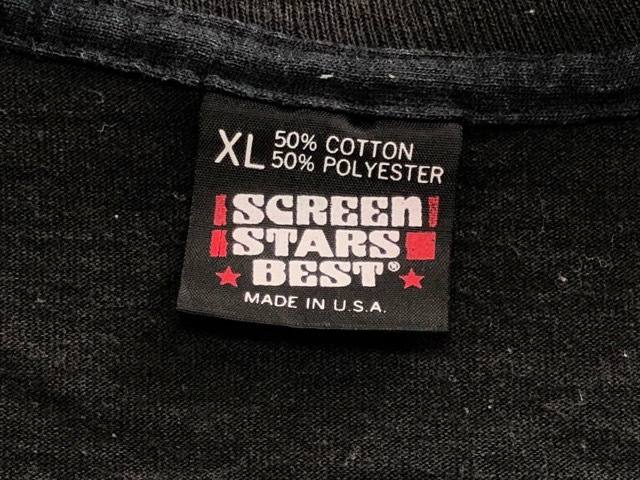 XL 50% COTTON
50% POLYESTER
SCREEN
STARS
BEST®
MADE IN U.S.A.